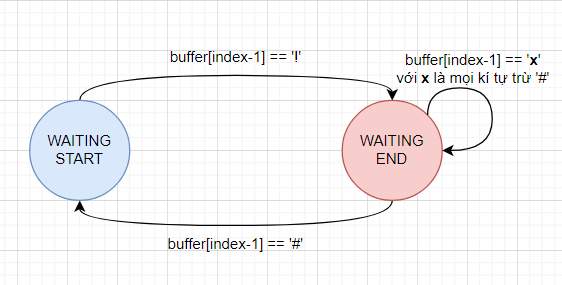 buffer[index-1] == '!'
buffer[index-1] == 'x'
với x là mọi kí tự trừ '#'
WAITING
START
WAITING
END
buffer[index-1] == '#'